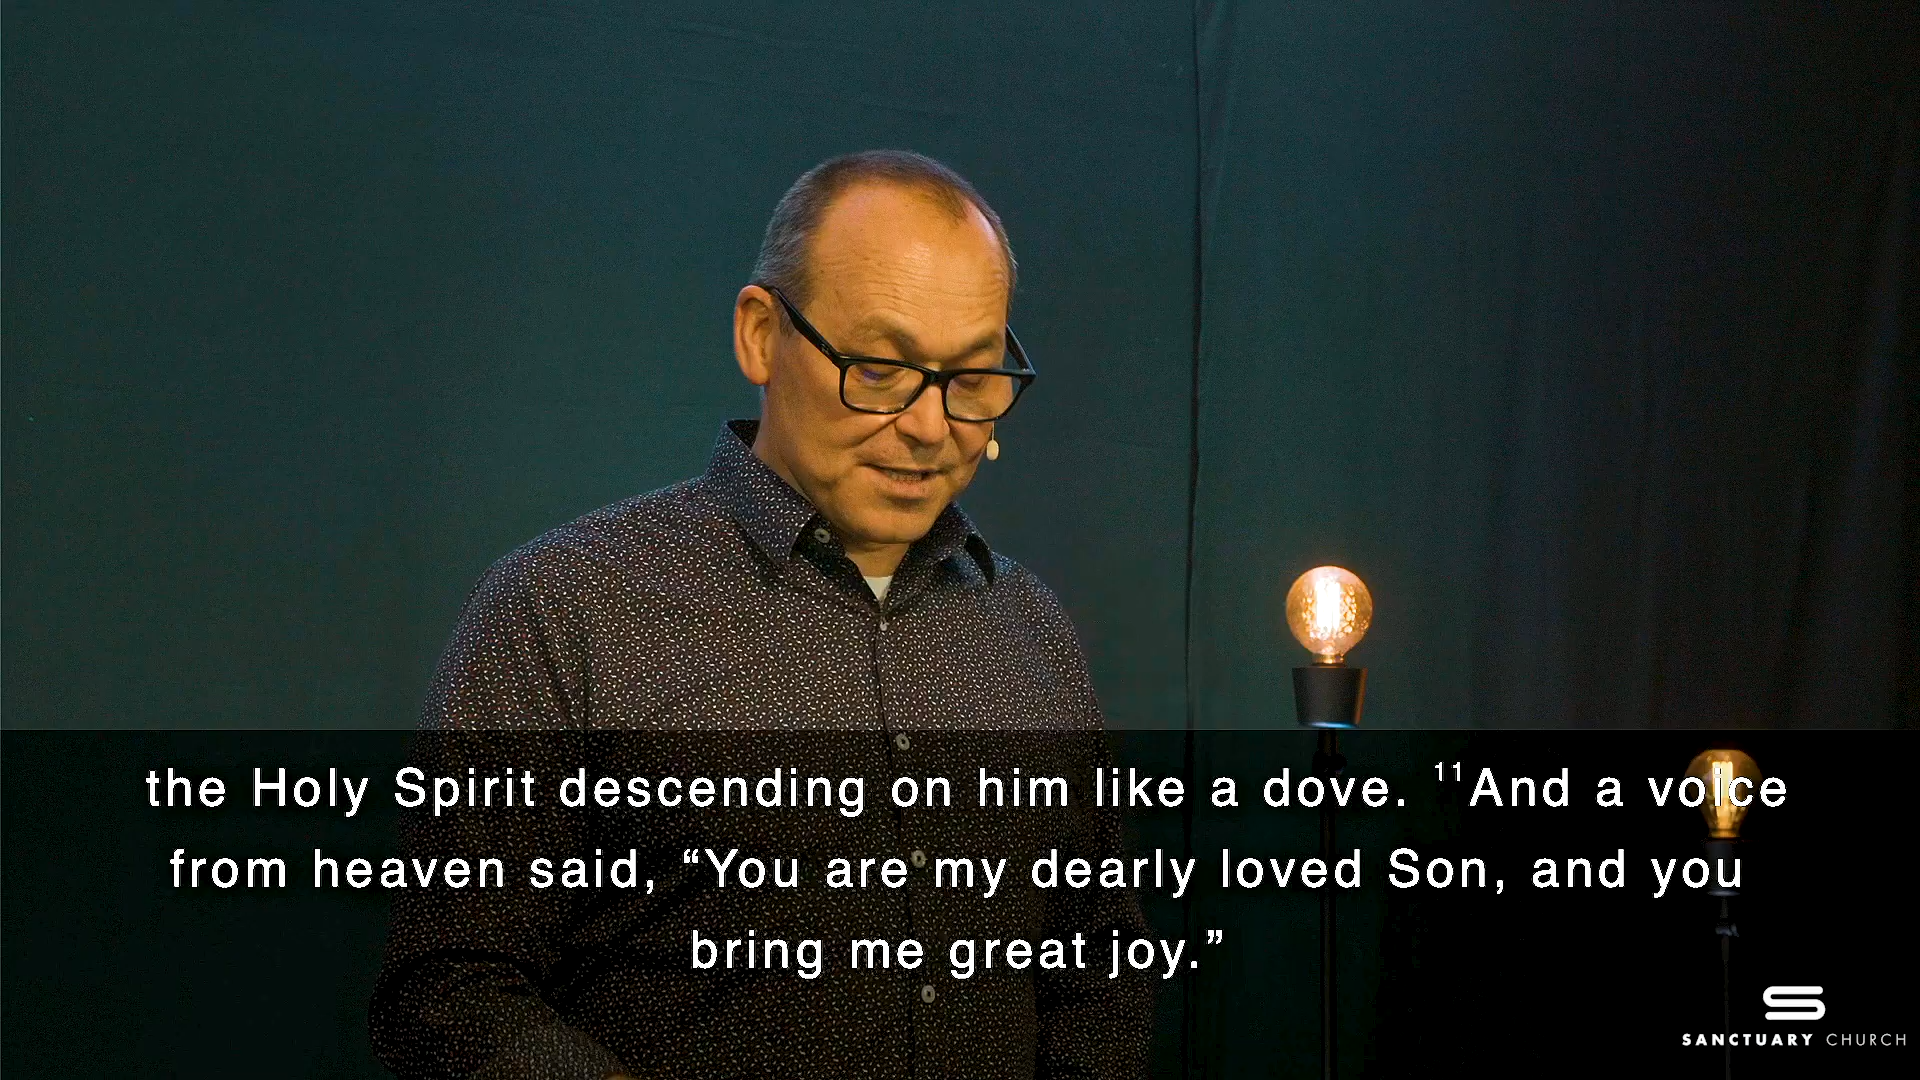 the Holy Spirit descending on him like a dove. ¹¹And a voice
from heaven said, “You are my dearly loved Son, and you
bring me great joy.”
SANCTUARY CHURCH